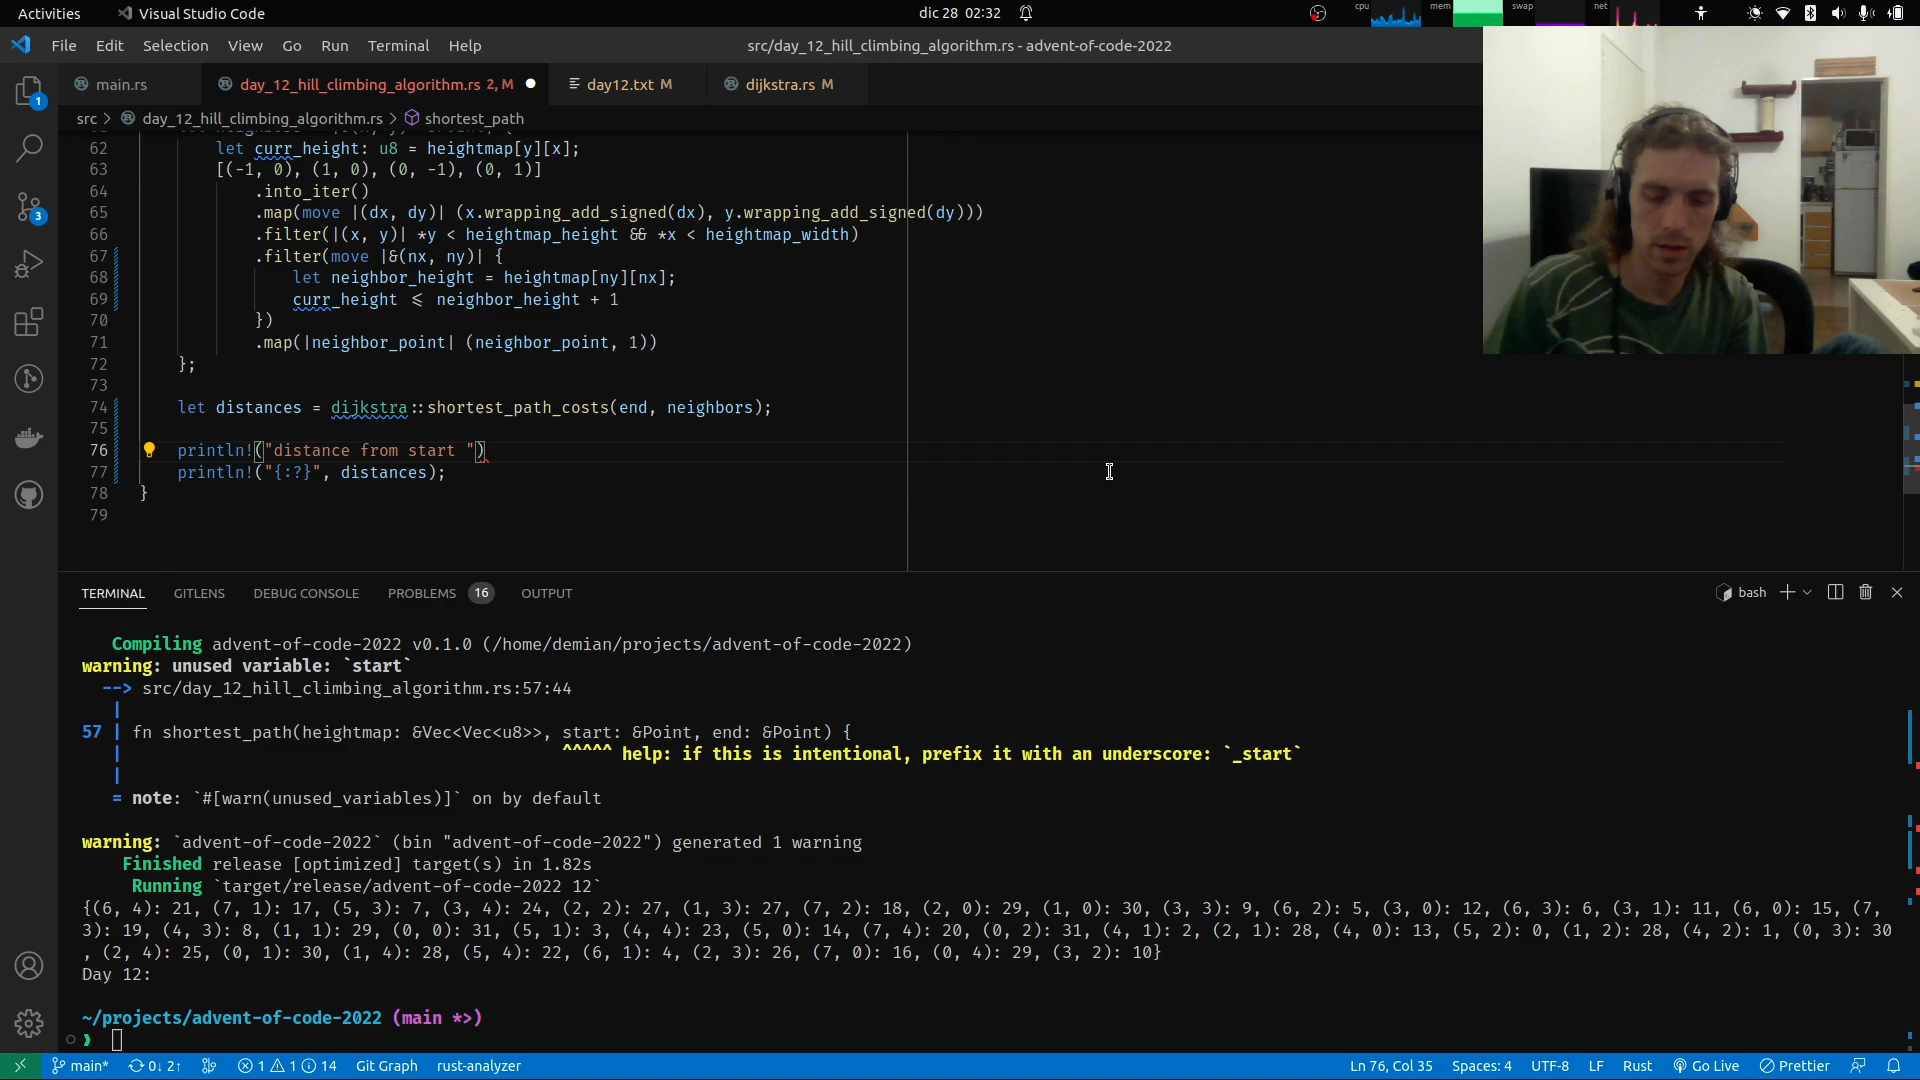 Activities
Visual Studio Code
dic 28 02:32
cpu
mem
swap
net
File Edit Selection View Go Run Terminal Help
src/day_12_hill_climbing_algorithm.rs - advent-of-code-2022
main.rs
day_12_hill_climbing_algorithm.rs 2, M
day12.txt M
dijkstra.rs M
src > day_12_hill_climbing_algorithm.rs > shortest_path
62 let curr_height: u8 = heightmap[y][x];
63 [(-1, 0), (1, 0), (0, -1), (0, 1)]
64 .into_iter()
65 .map(move |(dx, dy)| (x.wrapping_add_signed(dx), y.wrapping_add_signed(dy)))
66 .filter(|(x, y)| *y < heightmap_height && *x < heightmap_width)
67 .filter(move |&(nx, ny)| {
68 let neighbor_height = heightmap[ny][nx];
69 curr_height <= neighbor_height + 1
70 })
71 .map(|neighbor_point| (neighbor_point, 1))
72 };
73
74 let distances = dijkstra::shortest_path_costs(end, neighbors);
75
76 println!("distance from start ")
77 println!("{:?}", distances);
78 }
79
TERMINAL GITLENS DEBUG CONSOLE PROBLEMS 16 OUTPUT
bash
Compiling advent-of-code-2022 v0.1.0 (/home/demian/projects/advent-of-code-2022)
warning: unused variable: `start`
--> src/day_12_hill_climbing_algorithm.rs:57:44
|
57 | fn shortest_path(heightmap: &Vec<Vec<u8>>, start: &Point, end: &Point) {
| ^^^^^ help: if this is intentional, prefix it with an underscore: `_start`
|
= note: `#[warn(unused_variables)]` on by default
warning: `advent-of-code-2022` (bin "advent-of-code-2022") generated 1 warning
Finished release [optimized] target(s) in 1.82s
Running `target/release/advent-of-code-2022 12`
{(6, 4): 21, (7, 1): 17, (5, 3): 7, (3, 4): 24, (2, 2): 27, (1, 3): 27, (7, 2): 18, (2, 0): 29, (1, 0): 30, (3, 3): 9, (6, 2): 5, (3, 0): 12, (6, 3): 6, (3, 1): 11, (6, 0): 15, (7,
3): 19, (4, 3): 8, (1, 1): 29, (0, 0): 31, (5, 1): 3, (4, 4): 23, (5, 0): 14, (7, 4): 20, (0, 2): 31, (4, 1): 2, (2, 1): 28, (4, 0): 13, (5, 2): 0, (1, 2): 28, (4, 2): 1, (0, 3): 30
, (2, 4): 25, (0, 1): 30, (1, 4): 28, (5, 4): 22, (6, 1): 4, (2, 3): 26, (7, 0): 16, (0, 4): 29, (3, 2): 10}
Day 12:
~/projects/advent-of-code-2022 (main *>)
❯
1
3
main* 0↓ 2↑ 1 1 14 Git Graph rust-analyzer
Ln 76, Col 35 Spaces: 4 UTF-8 LF Rust Go Live Prettier